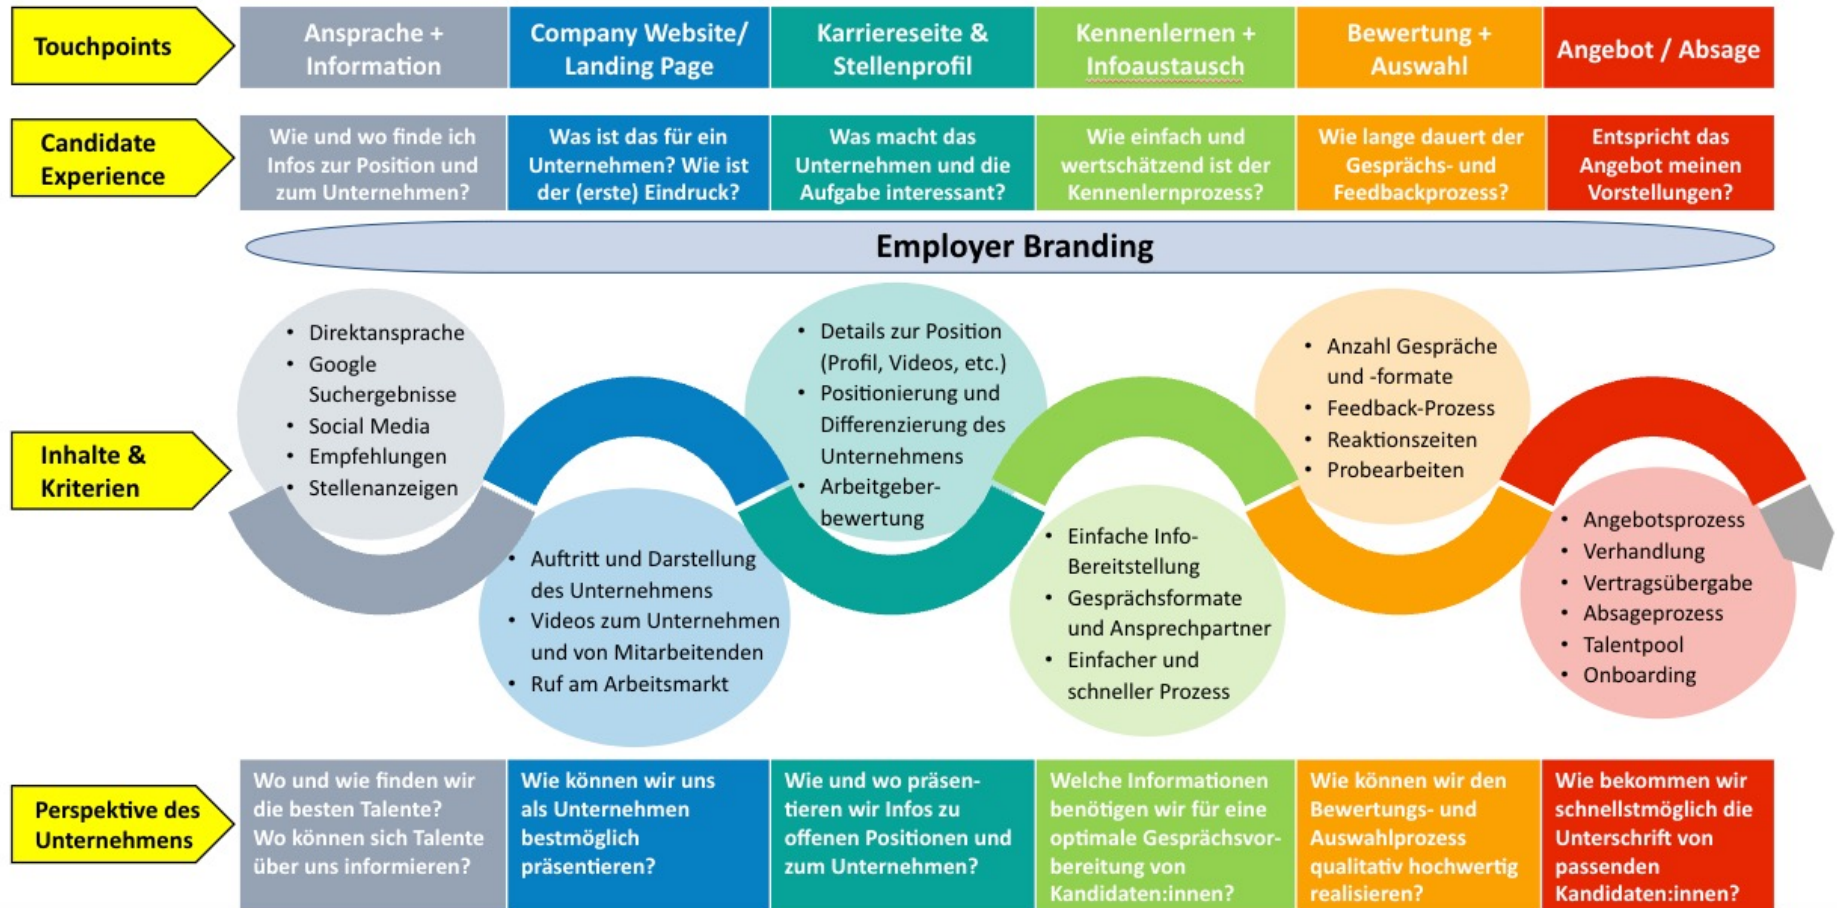 Touchpoints
Ansprache +
Information
Company Website/
Landing Page
Karriereseite &
Stellenprofil
Kennenlernen +
Infoaustausch
Bewertung +
Auswahl
Angebot / Absage
Candidate
Experience
Wie und wo finde ich
Infos zur Position und
zum Unternehmen?
Was ist das für ein
Unternehmen? Wie ist
der (erste) Eindruck?
Was macht das
Unternehmen und die
Aufgabe interessant?
Wie einfach und
wertschätzend ist der
Kennenlernprozess?
Wie lange dauert der
Gesprächs- und
Feedbackprozess?
Entspricht das
Angebot meinen
Vorstellungen?
Employer Branding
Inhalte &
Kriterien
• Direktansprache
• Google
Suchergebnisse
• Social Media
• Empfehlungen
• Stellenanzeigen
• Auftritt und Darstellung
des Unternehmens
• Videos zum Unternehmen
und von Mitarbeitenden
• Ruf am Arbeitsmarkt
• Details zur Position
(Profil, Videos, etc.)
• Positionierung und
Differenzierung des
Unternehmens
• Arbeitgeber-
bewertung
• Einfache Info-
Bereitstellung
• Gesprächsformate
und Ansprechpartner
• Einfacher und
schneller Prozess
• Anzahl Gespräche
und -formate
• Feedback-Prozess
• Reaktionszeiten
• Probearbeiten
• Angebotsprozess
• Verhandlung
• Vertragsübergabe
• Absageprozess
• Talentpool
• Onboarding
Perspektive des
Unternehmens
Wo und wie finden wir
die besten Talente?
Wo können sich Talente
über uns informieren?
Wie können wir uns
als Unternehmen
bestmöglich
präsentieren?
Wie und wo präsen-
tieren wir Infos zu
offenen Positionen und
zum Unternehmen?
Welche Informationen
benötigen wir für eine
optimale Gesprächsvor-
bereitung von
Kandidaten:innen?
Wie können wir den
Bewertungs- und
Auswahlprozess
qualitativ hochwertig
realisieren?
Wie bekommen wir
schnellstmöglich die
Unterschrift von
passenden
Kandidaten:innen?